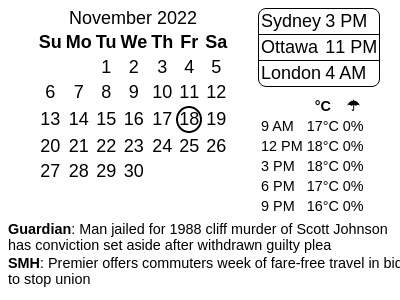 November 2022
Su Mo Tu We Th Fr Sa
1 2 3 4 5
6 7 8 9 10 11 12
13 14 15 16 17 18 19
20 21 22 23 24 25 26
27 28 29 30
Sydney 3 PM
Ottawa 11 PM
London 4 AM
°C ☂
9 AM 17°C 0%
12 PM 18°C 0%
3 PM 18°C 0%
6 PM 17°C 0%
9 PM 16°C 0%
Guardian: Man jailed for 1988 cliff murder of Scott Johnson
has conviction set aside after withdrawn guilty plea
SMH: Premier offers commuters week of fare-free travel in bid
to stop union